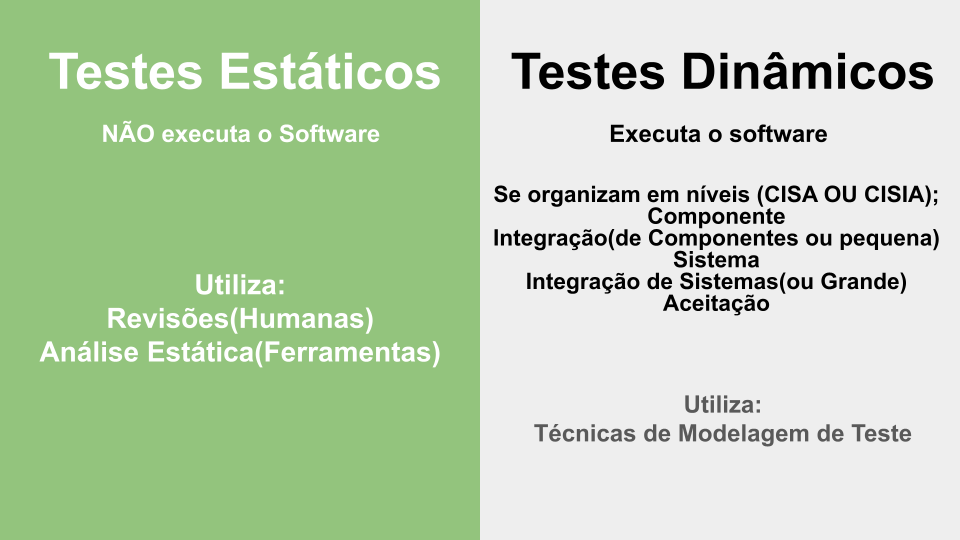 Testes Estáticos
NÃO executa o Software
Utiliza:
Revisões(Humanas)
Análise Estática(Ferramentas)
Testes Dinâmicos
Executa o software
Se organizam em níveis (CISA OU CISIA);
Componente
Integração(de Componentes ou pequena)
Sistema
Integração de Sistemas(ou Grande)
Aceitação
Utiliza:
Técnicas de Modelagem de Teste